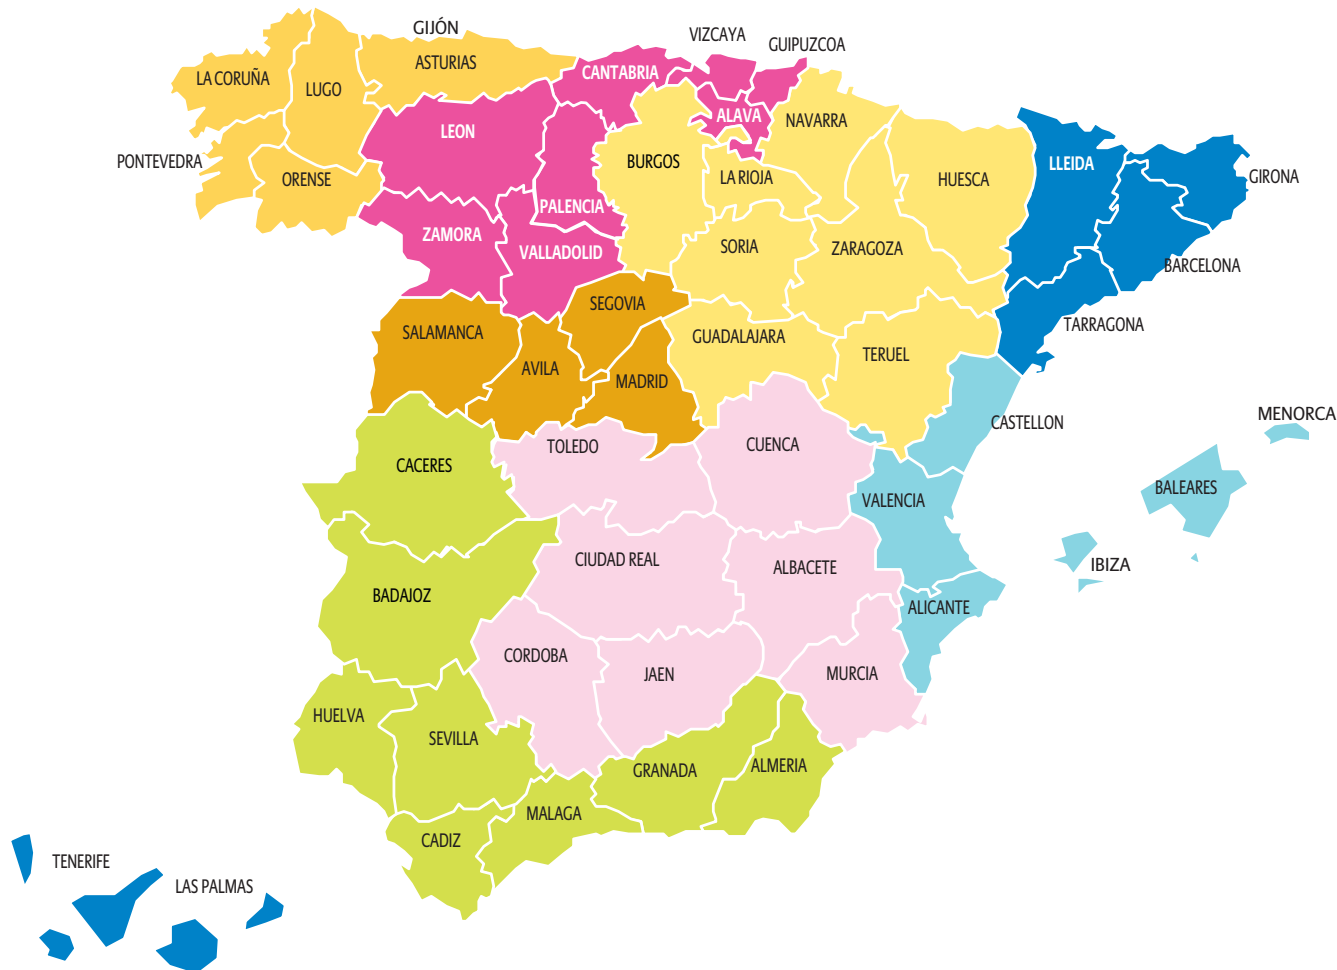 GIJÓN
VIZCAYA
GUIPUZCOA
LA CORUÑA
LUGO
ASTURIAS
CANTABRIA
ALAVA
NAVARRA
LEON
PONTEVEDRA
ORENSE
BURGOS
LA RIOJA
HUESCA
LLEIDA
GIRONA
PALENCIA
ZAMORA
VALLADOLID
SORIA
ZARAGOZA
BARCELONA
SEGOVIA
SALAMANCA
GUADALAJARA
TERUEL
TARRAGONA
AVILA
MADRID
MENORCA
CASTELLON
TOLEDO
CUENCA
CACERES
VALENCIA
BALEARES
CIUDAD REAL
ALBACETE
IBIZA
BADAJOZ
ALICANTE
CORDOBA
JAEN
MURCIA
HUELVA
SEVILLA
GRANADA
ALMERIA
MALAGA
CADIZ
TENERIFE
LAS PALMAS